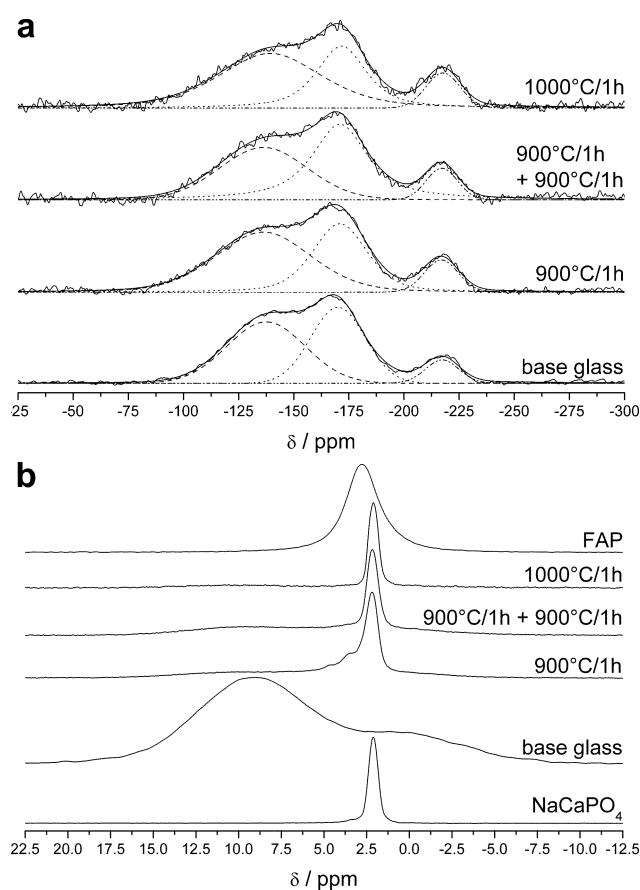 a
1000°C/1h
900°C/1h
+ 900°C/1h
900°C/1h
base glass
25 -50 -75 -100 -125 -150 -175 -200 -225 -250 -275 -300
δ / ppm
b
FAP
1000°C/1h
900°C/1h + 900°C/1h
900°C/1h
base glass
NaCaPO₄
22.5 20.0 17.5 15.0 12.5 10.0 7.5 5.0 2.5 0.0 -2.5 -5.0 -7.5 -10.0 -12.5
δ / ppm